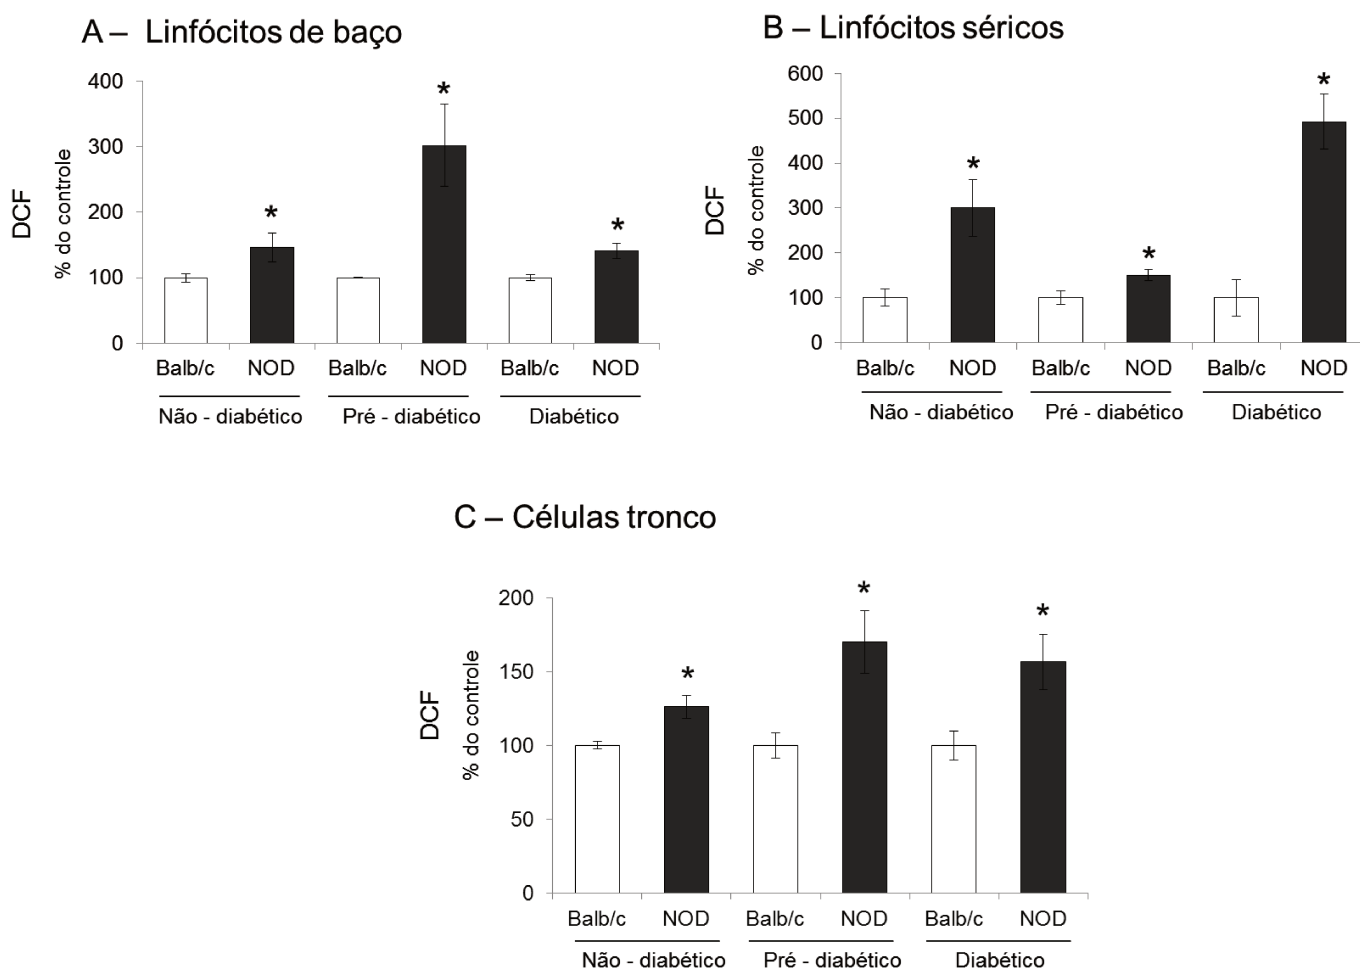 A – Linfócitos de baço
DCF
% do controle
400
300
200
100
0
*
*
*
Balb/c NOD Balb/c NOD Balb/c NOD
Não - diabético Pré - diabético Diabético
B – Linfócitos séricos
DCF
% do controle
600
500
400
300
200
100
0
*
*
*
Balb/c NOD Balb/c NOD Balb/c NOD
Não - diabético Pré - diabético Diabético
C – Células tronco
DCF
% do controle
200
150
100
50
0
*
*
*
Balb/c NOD Balb/c NOD Balb/c NOD
Não - diabético Pré - diabético Diabético